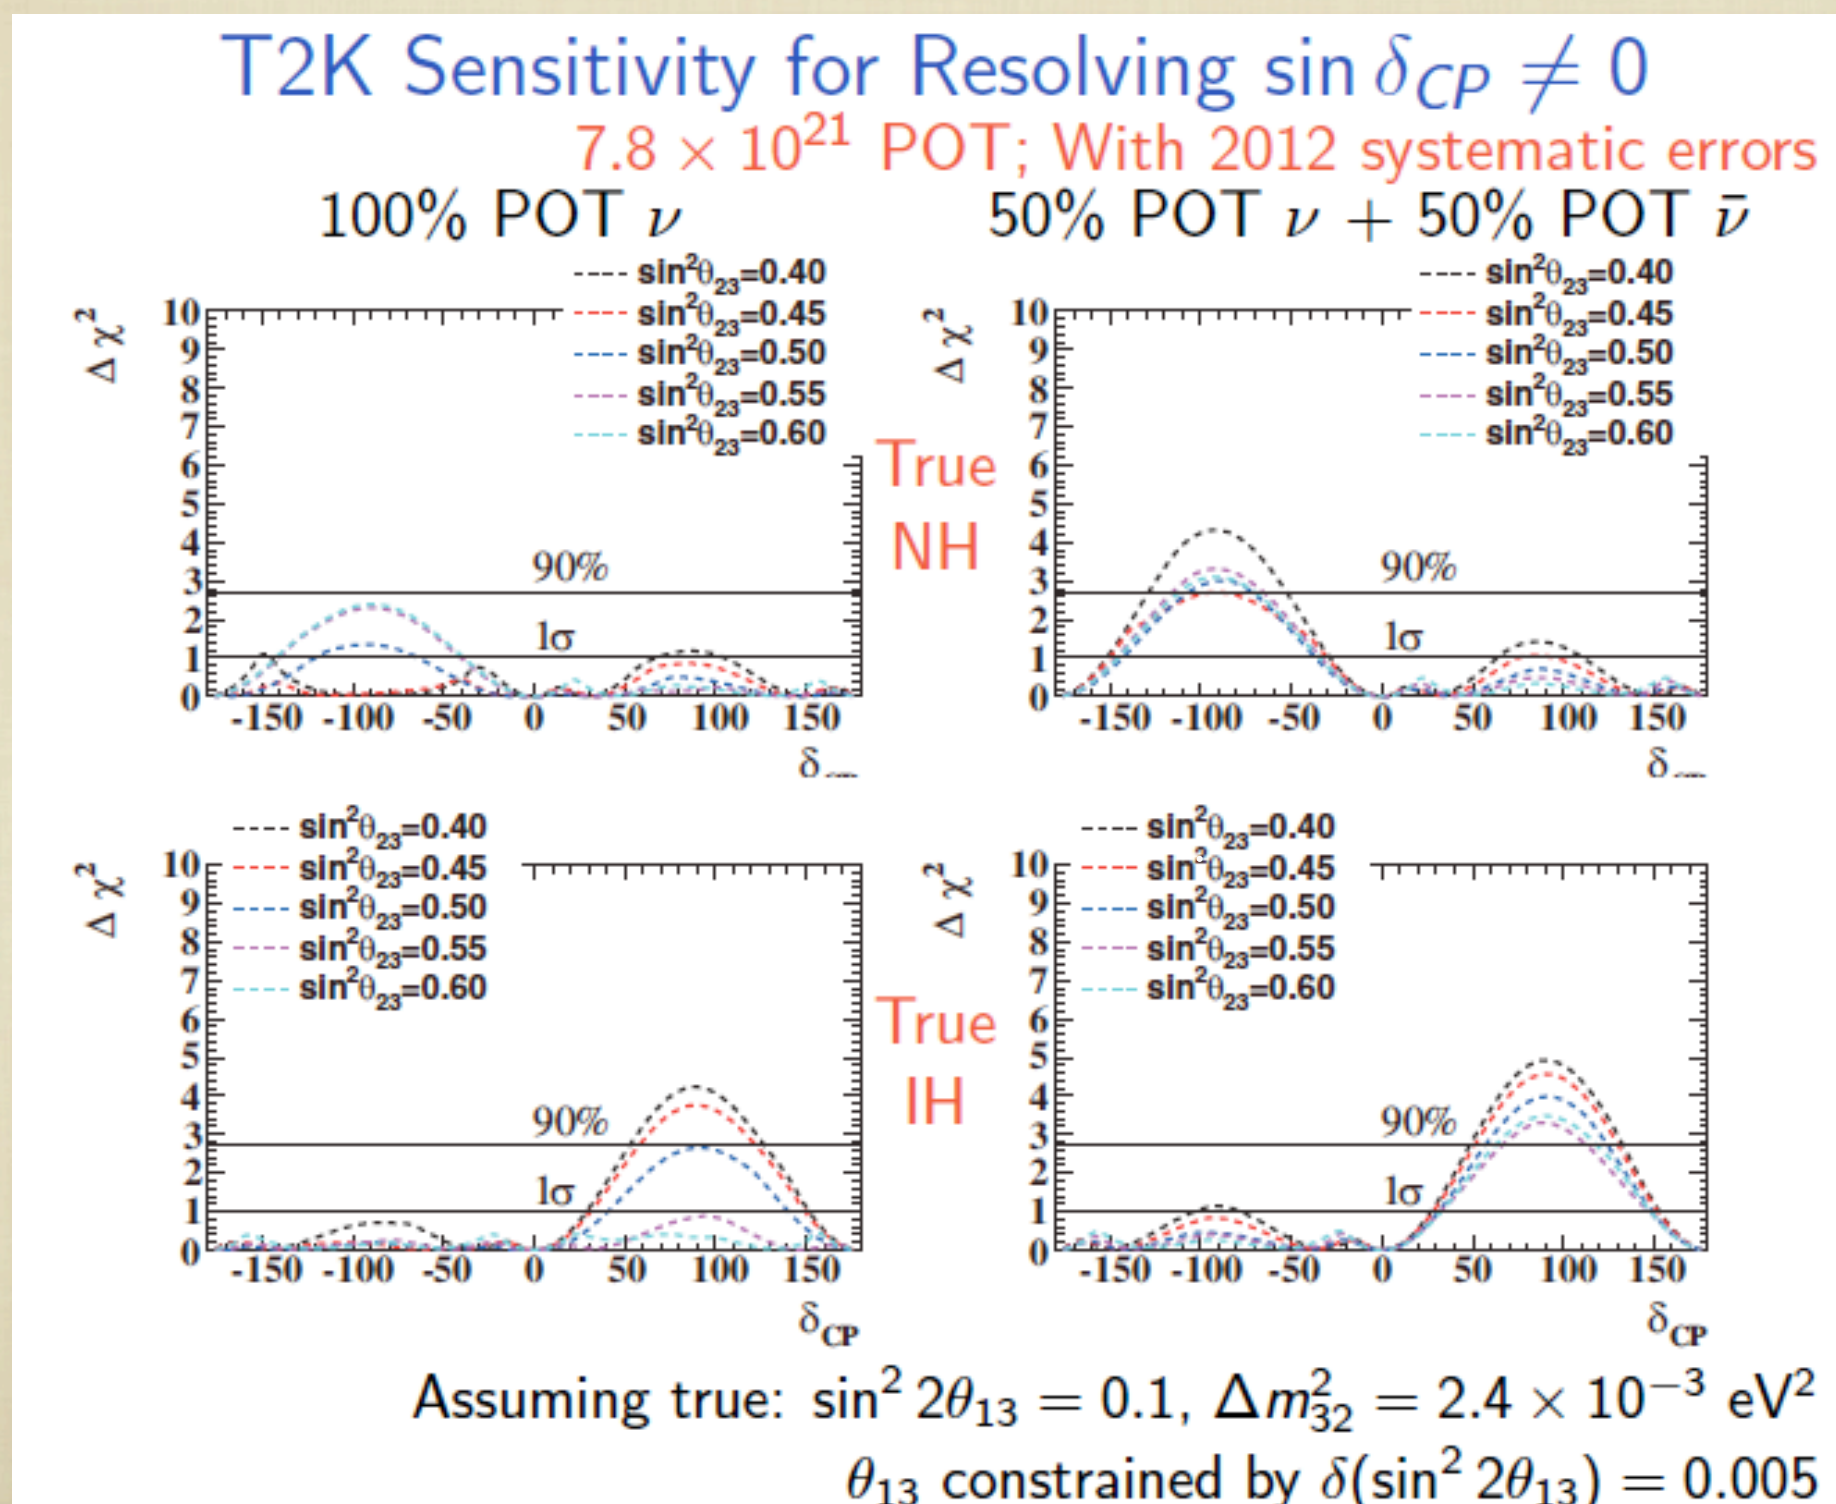 T2K Sensitivity for Resolving sin δCP ≠ 0
7.8 × 10²¹ POT; With 2012 systematic errors
100% POT ν
50% POT ν + 50% POT ν̄
sin²θ₂₃=0.40
sin²θ₂₃=0.45
sin²θ₂₃=0.50
sin²θ₂₃=0.55
sin²θ₂₃=0.60
Δχ²
10
9
8
7
6
5
4
3
2
1
0
90%
1σ
-150 -100 -50 0 50 100 150
δ
True
NH
sin²θ₂₃=0.40
sin²θ₂₃=0.45
sin²θ₂₃=0.50
sin²θ₂₃=0.55
sin²θ₂₃=0.60
Δχ²
10
9
8
7
6
5
4
3
2
1
0
90%
1σ
-150 -100 -50 0 50 100 150
δ
sin²θ₂₃=0.40
sin²θ₂₃=0.45
sin²θ₂₃=0.50
sin²θ₂₃=0.55
sin²θ₂₃=0.60
Δχ²
10
9
8
7
6
5
4
3
2
1
0
90%
1σ
-150 -100 -50 0 50 100 150
δCP
True
IH
sin²θ₂₃=0.40
sin²θ₂₃=0.45
sin²θ₂₃=0.50
sin²θ₂₃=0.55
sin²θ₂₃=0.60
Δχ²
10
9
8
7
6
5
4
3
2
1
0
90%
1σ
-150 -100 -50 0 50 100 150
δCP
Assuming true: sin² 2θ₁₃ = 0.1, Δm²₃₂ = 2.4 × 10⁻³ eV²
θ₁₃ constrained by δ(sin² 2θ₁₃) = 0.005